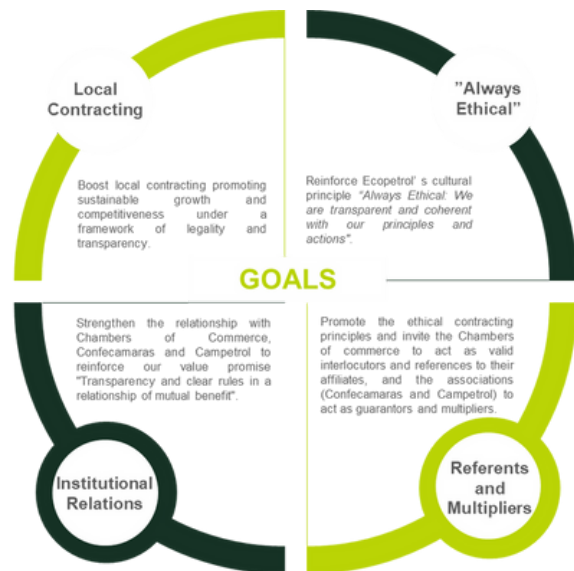 Local
Contracting
Boost local contracting promoting
sustainable growth and
competitiveness under a
framework of legality and
transparency.
"Always
Ethical"
Reinforce Ecopetrol' s cultural
principle "Always Ethical: We
are transparent and coherent
with our principles and
actions".
GOALS
Strengthen the relationship with
Chambers of Commerce,
Confecamaras and Campetrol to
reinforce our value promise
"Transparency and clear rules in a
relationship of mutual benefit".
Institutional
Relations
Promote the ethical contracting
principles and invite the Chambers
of commerce to act as valid
interlocutors and references to their
affiliates, and the associations
(Confecamaras and Campetrol) to
act as guarantors and multipliers.
Referents
and
Multipliers